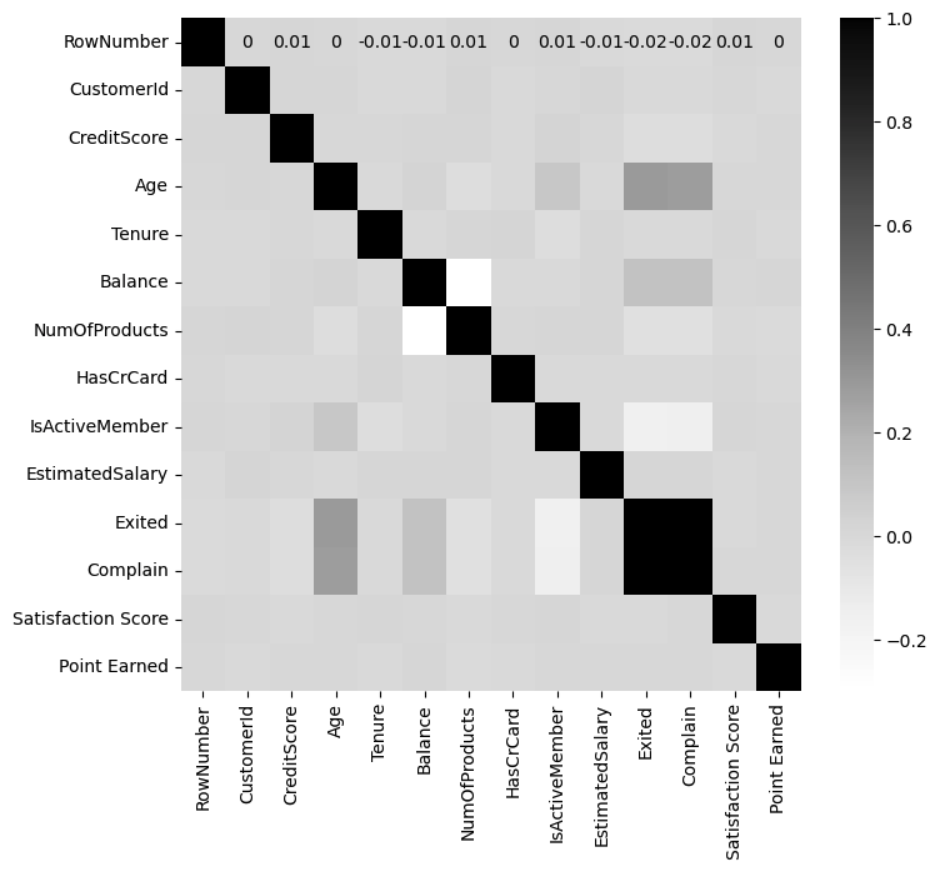 RowNumber 0 0.01 0 -0.01 -0.01 0.01 0 0.01 -0.01 -0.02 -0.02 0.01 0
CustomerId
CreditScore
Age
Tenure
Balance
NumOfProducts
HasCrCard
IsActiveMember
EstimatedSalary
Exited
Complain
Satisfaction Score
Point Earned
RowNumber
CustomerId
CreditScore
Age
Tenure
Balance
NumOfProducts
HasCrCard
IsActiveMember
EstimatedSalary
Exited
Complain
Satisfaction Score
Point Earned
1.0
0.8
0.6
0.4
0.2
0.0
−0.2